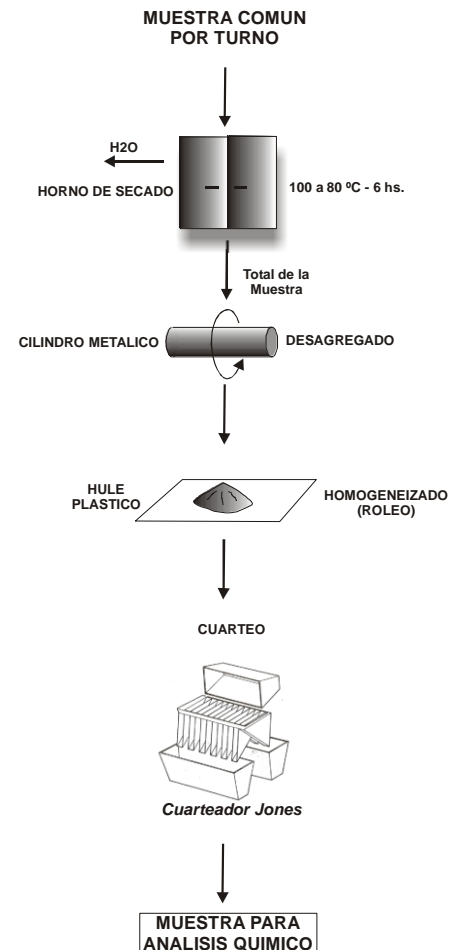 MUESTRA COMUN
POR TURNO
H2O
HORNO DE SECADO
100 a 80 ºC - 6 hs.
Total de la
Muestra
CILINDRO METALICO
DESAGREGADO
HULE
PLASTICO
HOMOGENEIZADO
(ROLEO)
CUARTEO
Cuarteador Jones
MUESTRA PARA
ANALISIS QUIMICO